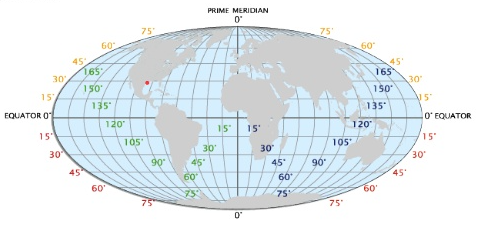 PRIME MERIDIAN
0°
75° 75°
60° 60°
45° 45°
165° 165°
30° 30°
150° 150°
15° 15°
135° 135°
EQUATOR 0° 0° EQUATOR
120° 15° 15° 120°
15° 15°
105° 30° 30° 105°
30° 90° 45° 45° 90° 30°
45° 60° 60° 45°
60° 75° 75° 60°
75° 75°
0°